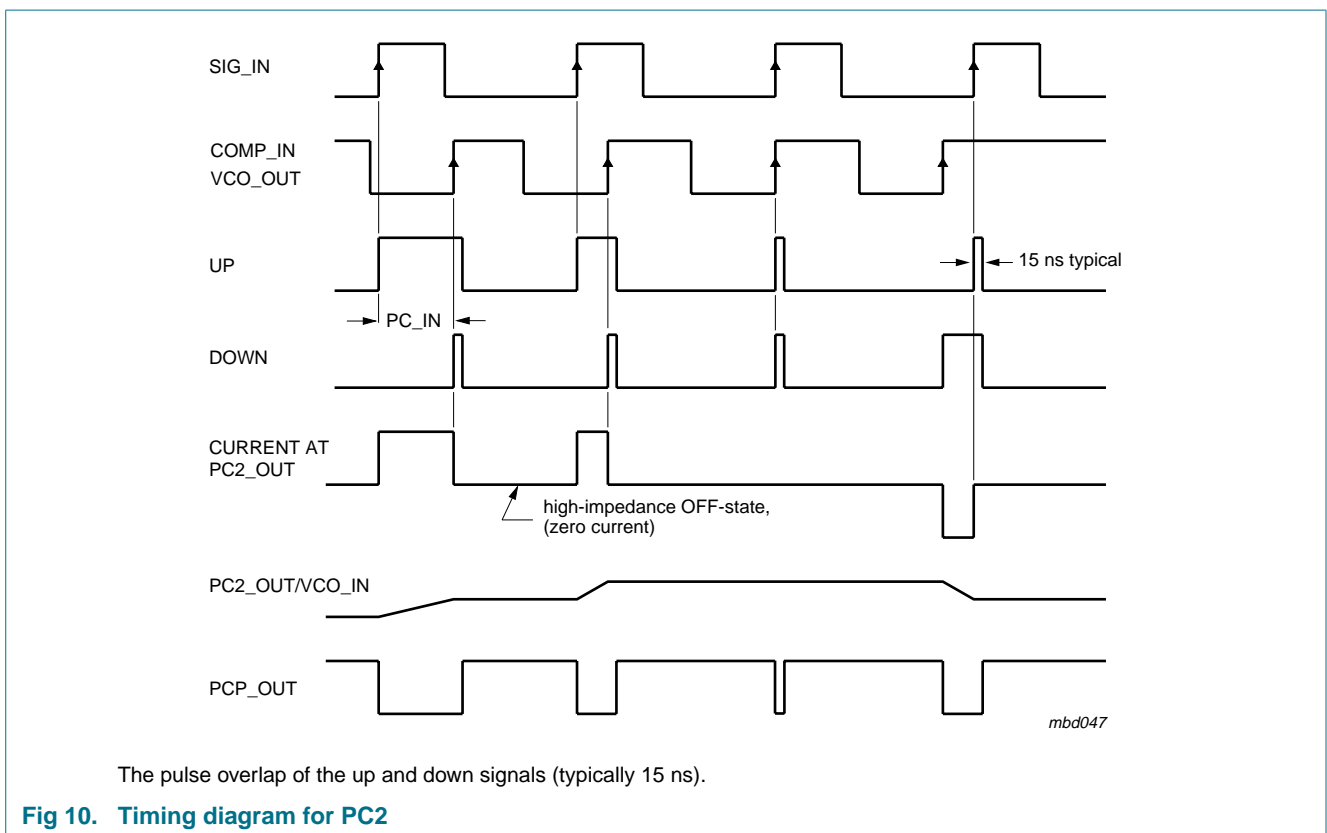 SIG_IN
COMP_IN
VCO_OUT
UP
15 ns typical
PC_IN
DOWN
CURRENT AT
PC2_OUT
high-impedance OFF-state,
(zero current)
PC2_OUT/VCO_IN
PCP_OUT
mbd047
The pulse overlap of the up and down signals (typically 15 ns).
Fig 10. Timing diagram for PC2